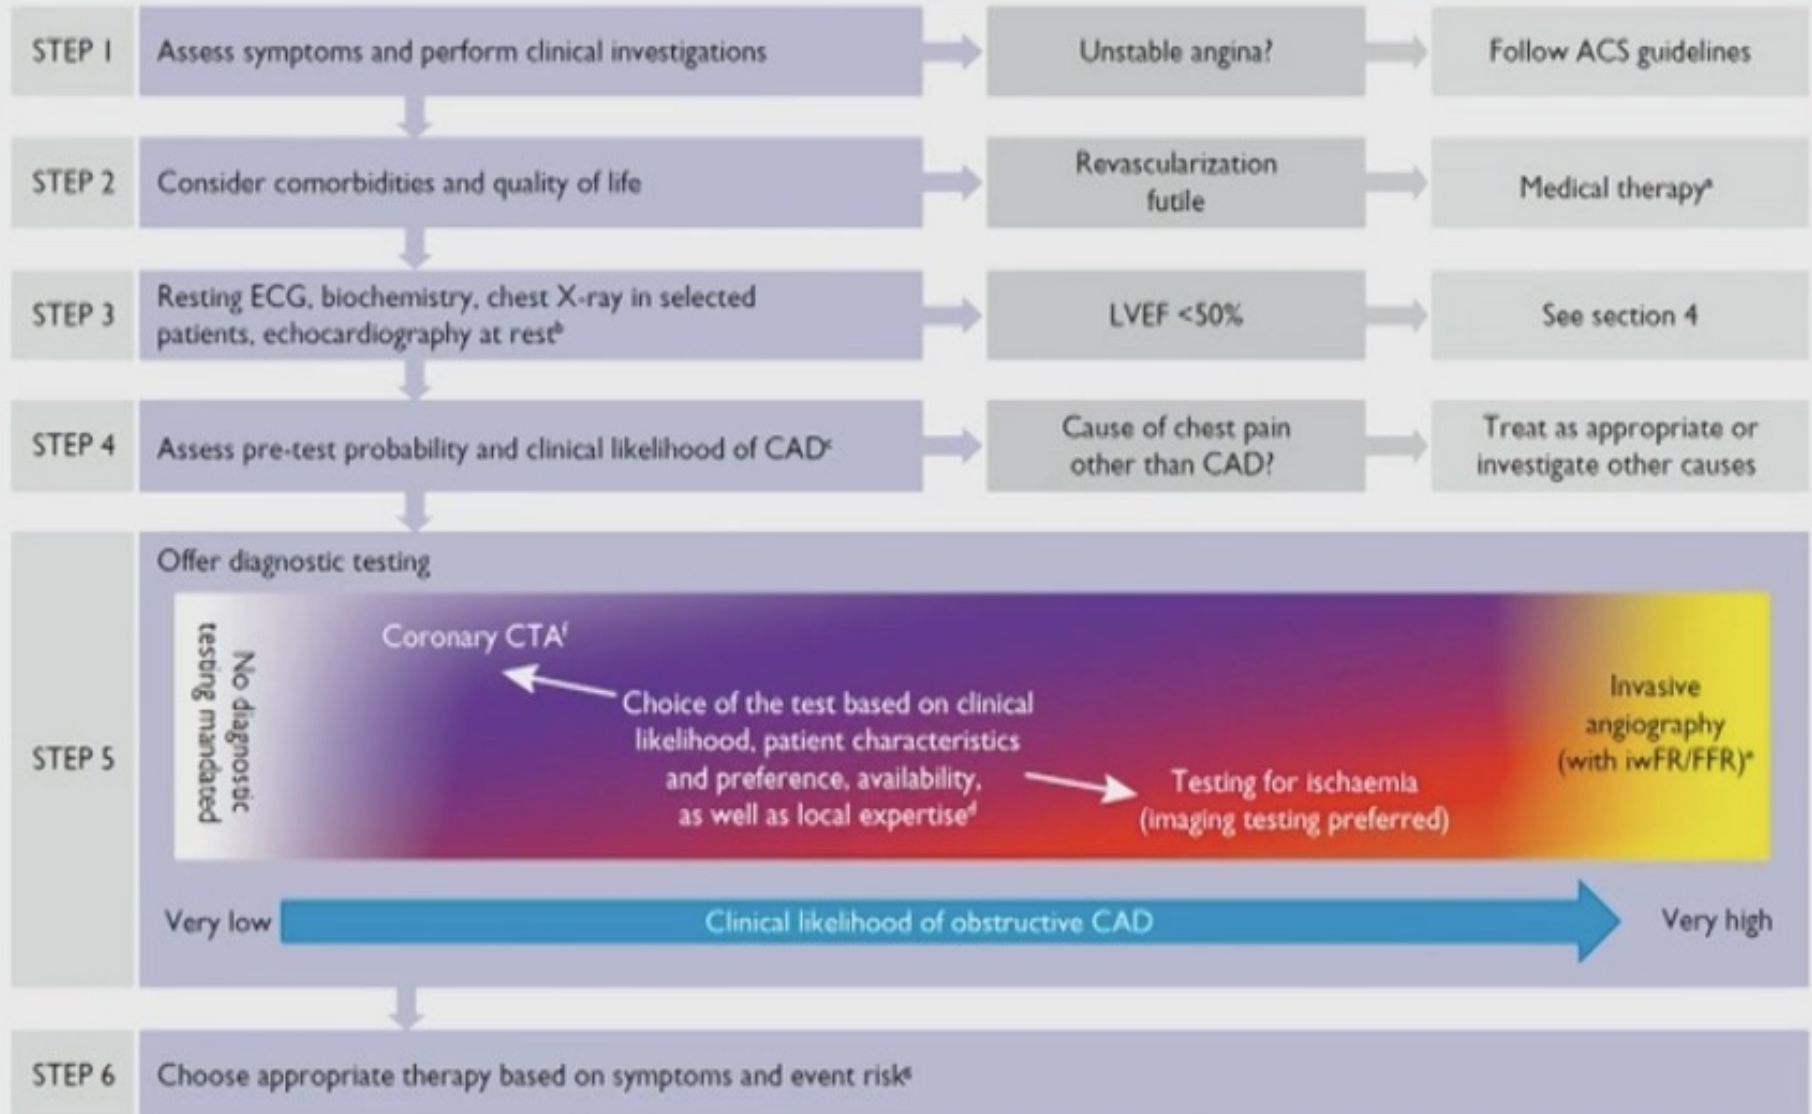 STEP 1
Assess symptoms and perform clinical investigations
Unstable angina?
Follow ACS guidelines
STEP 2
Consider comorbidities and quality of life
Revascularization
futile
Medical therapyᵃ
STEP 3
Resting ECG, biochemistry, chest X-ray in selected
patients, echocardiography at restᵇ
LVEF <50%
See section 4
STEP 4
Assess pre-test probability and clinical likelihood of CADᶜ
Cause of chest pain
other than CAD?
Treat as appropriate or
investigate other causes
STEP 5
Offer diagnostic testing
No diagnostic
testing mandated
Coronary CTAᶠ
Choice of the test based on clinical
likelihood, patient characteristics
and preference, availability,
as well as local expertiseᵈ
Testing for ischaemia
(imaging testing preferred)
Invasive
angiography
(with iwFR/FFR)ᵉ
Very low
Clinical likelihood of obstructive CAD
Very high
STEP 6
Choose appropriate therapy based on symptoms and event riskᵍ